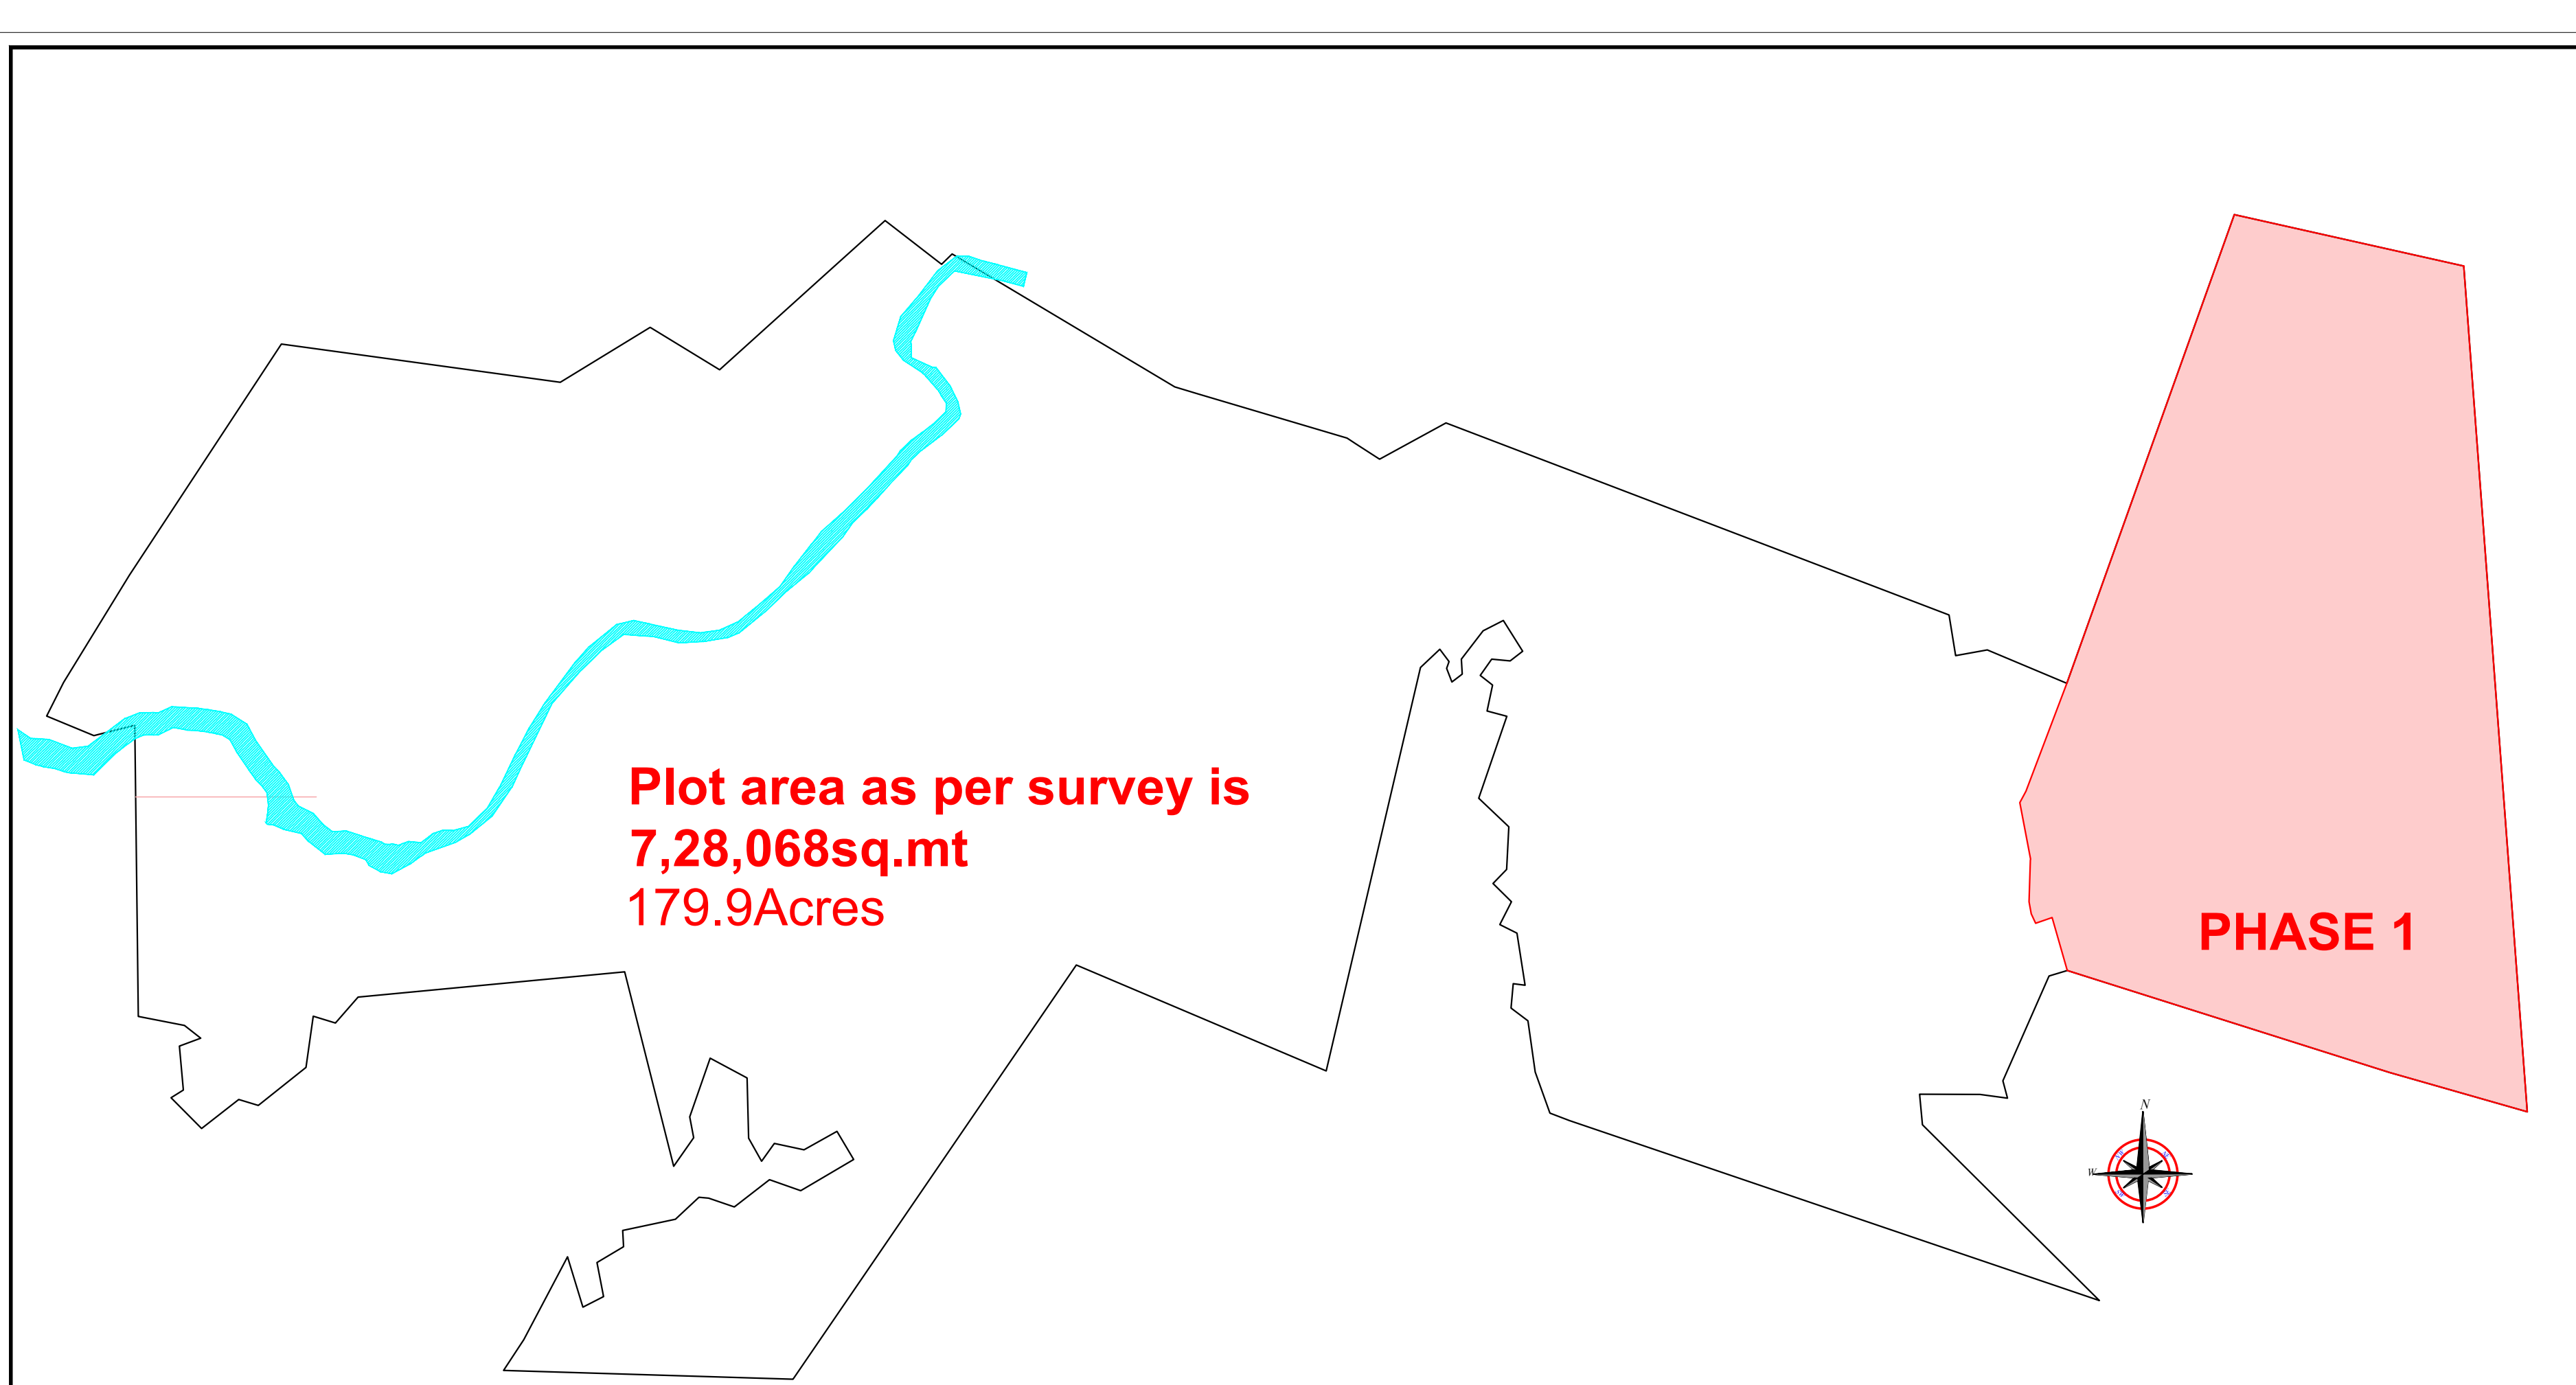 Plot area as per survey is
7,28,068sq.mt
179.9Acres
PHASE 1
N
W